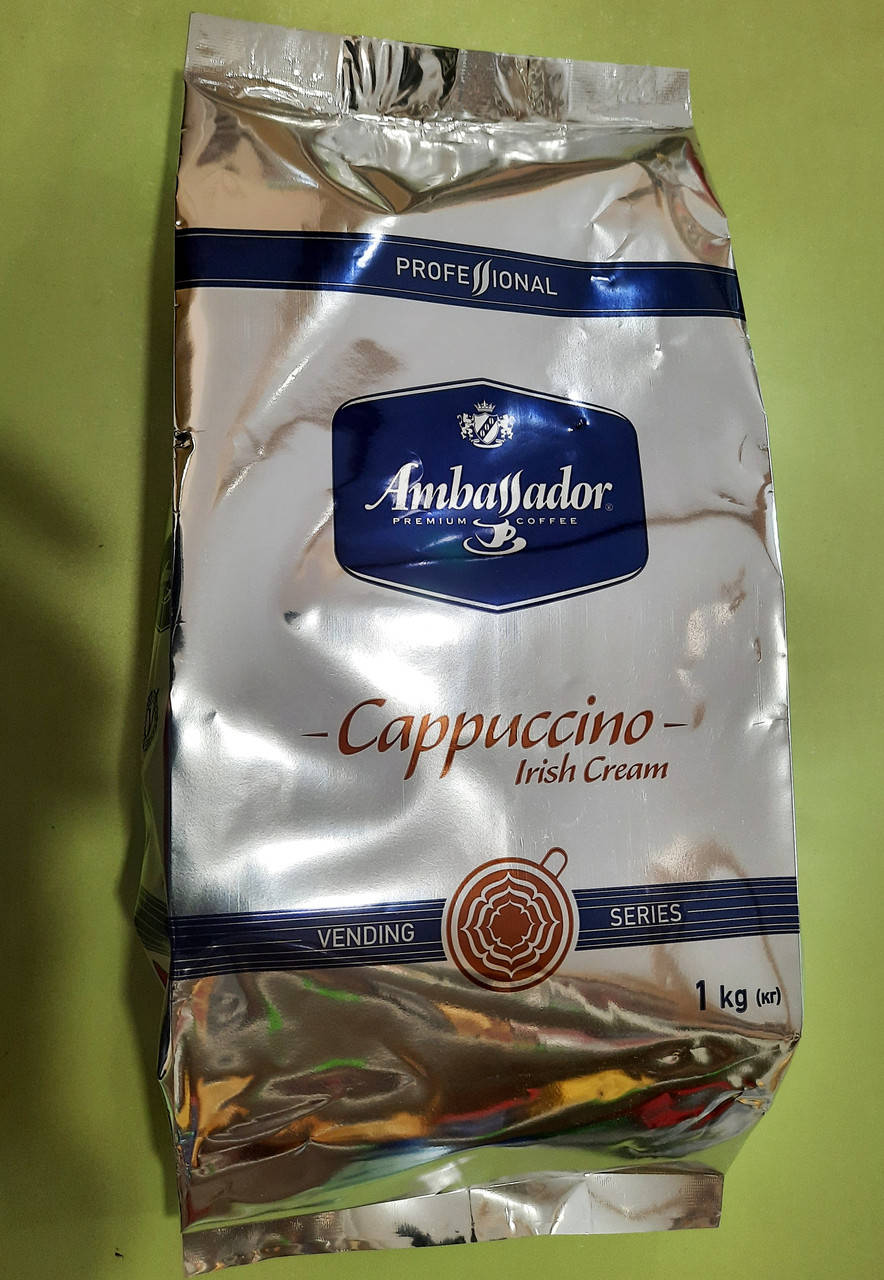 PROFESSIONAL
Ambassador
PREMIUM COFFEE
Cappuccino
Irish Cream
VENDING SERIES
1 kg (кг)